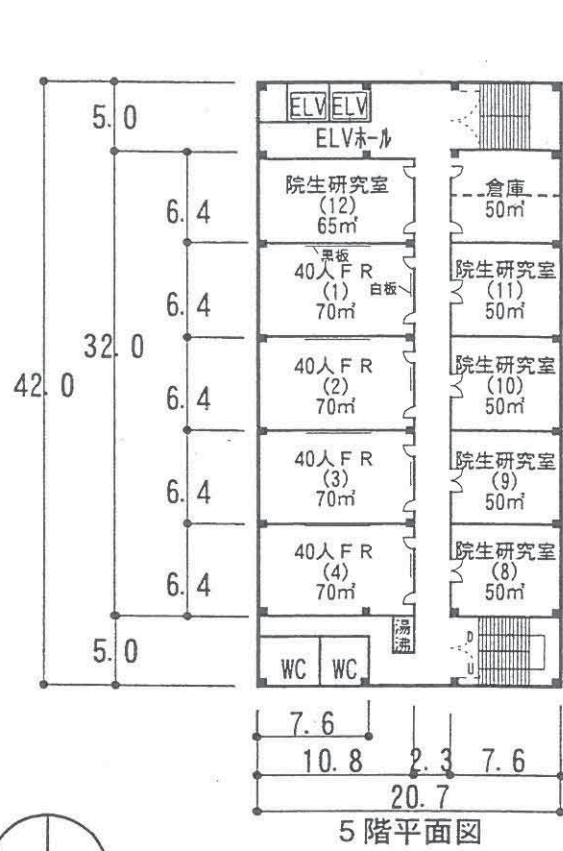 ELV ELV
ELVホール
5.0
院生研究室
(12)
65㎡
倉庫
50㎡
6.4
黒板
40人FR
(1)
70㎡
白板
院生研究室
(11)
50㎡
6.4
32.0
42.0
40人FR
(2)
70㎡
院生研究室
(10)
50㎡
6.4
40人FR
(3)
70㎡
院生研究室
(9)
50㎡
6.4
40人FR
(4)
70㎡
院生研究室
(8)
50㎡
6.4
湯沸
D
U
5.0
WC WC
7.6
10.8 2.3 7.6
20.7
5階平面図